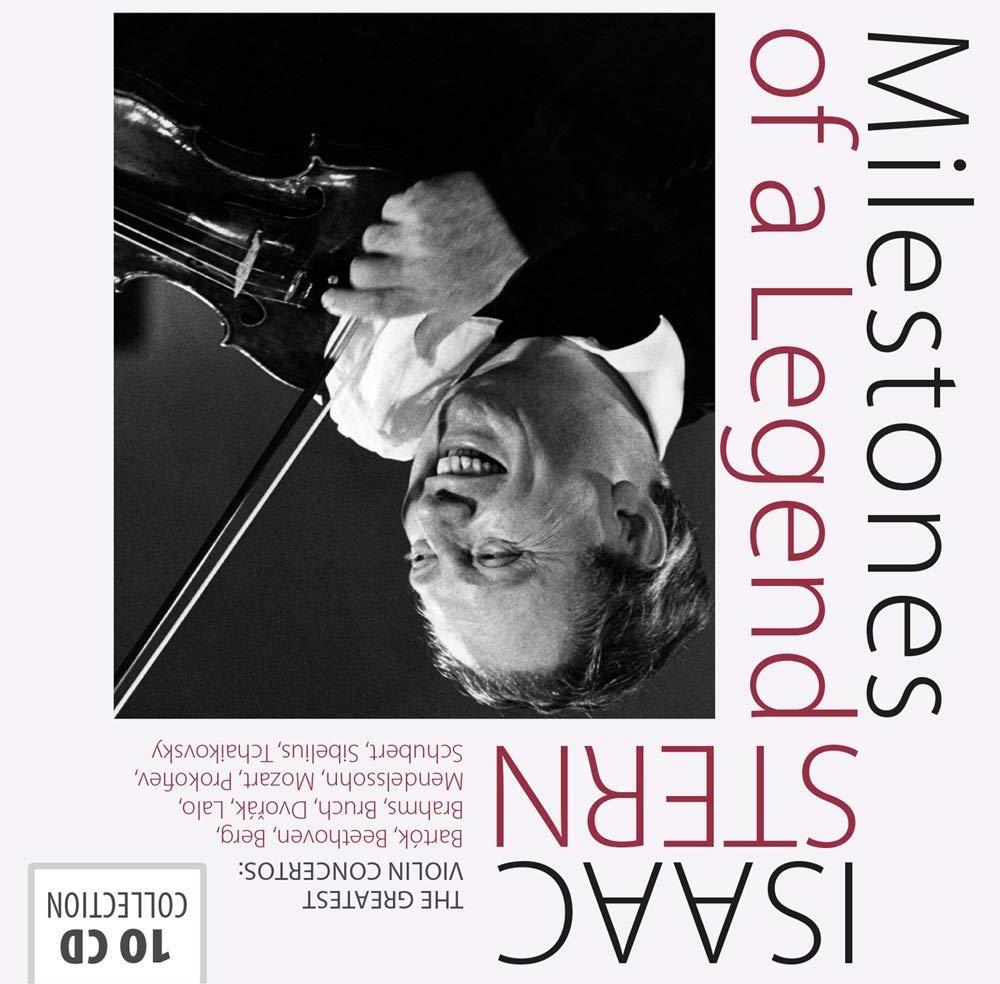 ISAAC
STERN
THE GREATEST
VIOLIN CONCERTOS:
Bartók, Beethoven, Berg,
Brahms, Bruch, Dvořák, Lalo,
Mendelssohn, Mozart, Prokofiev,
Schubert, Sibelius, Tchaikovsky
10 CD
COLLECTION
Milestones
of a Legend